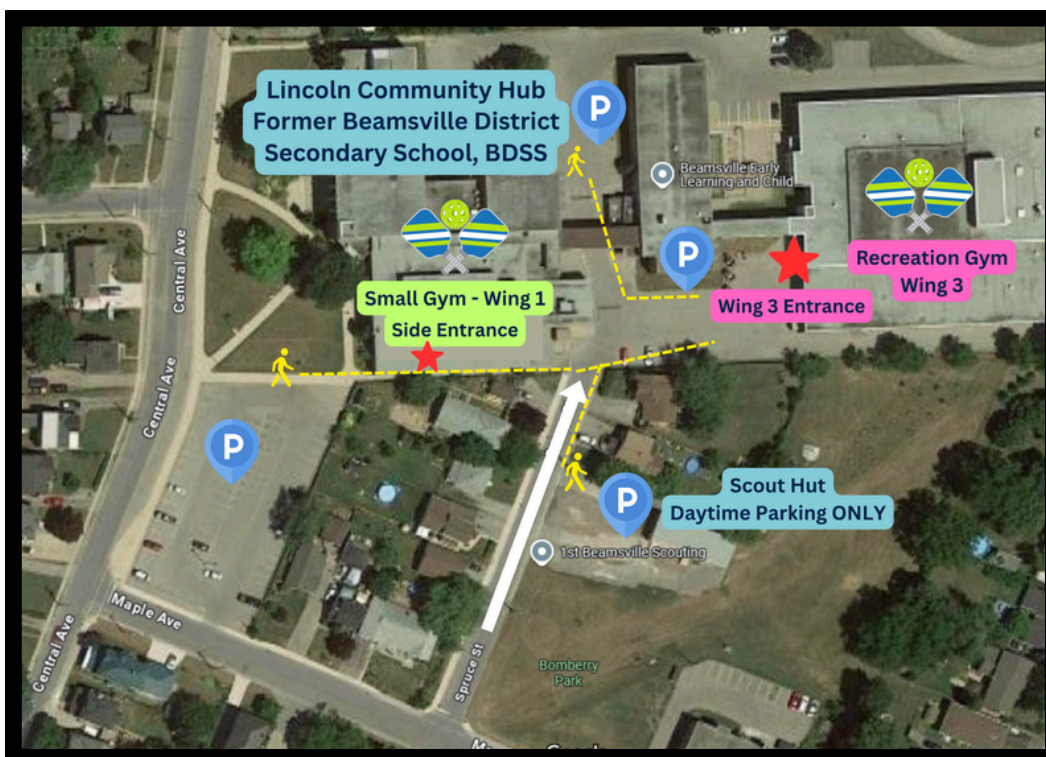 Lincoln Community Hub
Former Beamsville District
Secondary School, BDSS
P
Beamsville Early
Learning and Child
P
Recreation Gym
Wing 3
Wing 3 Entrance
Small Gym - Wing 1
Side Entrance
Central Ave
Central Ave
P
Scout Hut
Daytime Parking ONLY
P
1st Beamsville Scouting
Maple Ave
Central Ave
Spruce St
Bomberry
Park